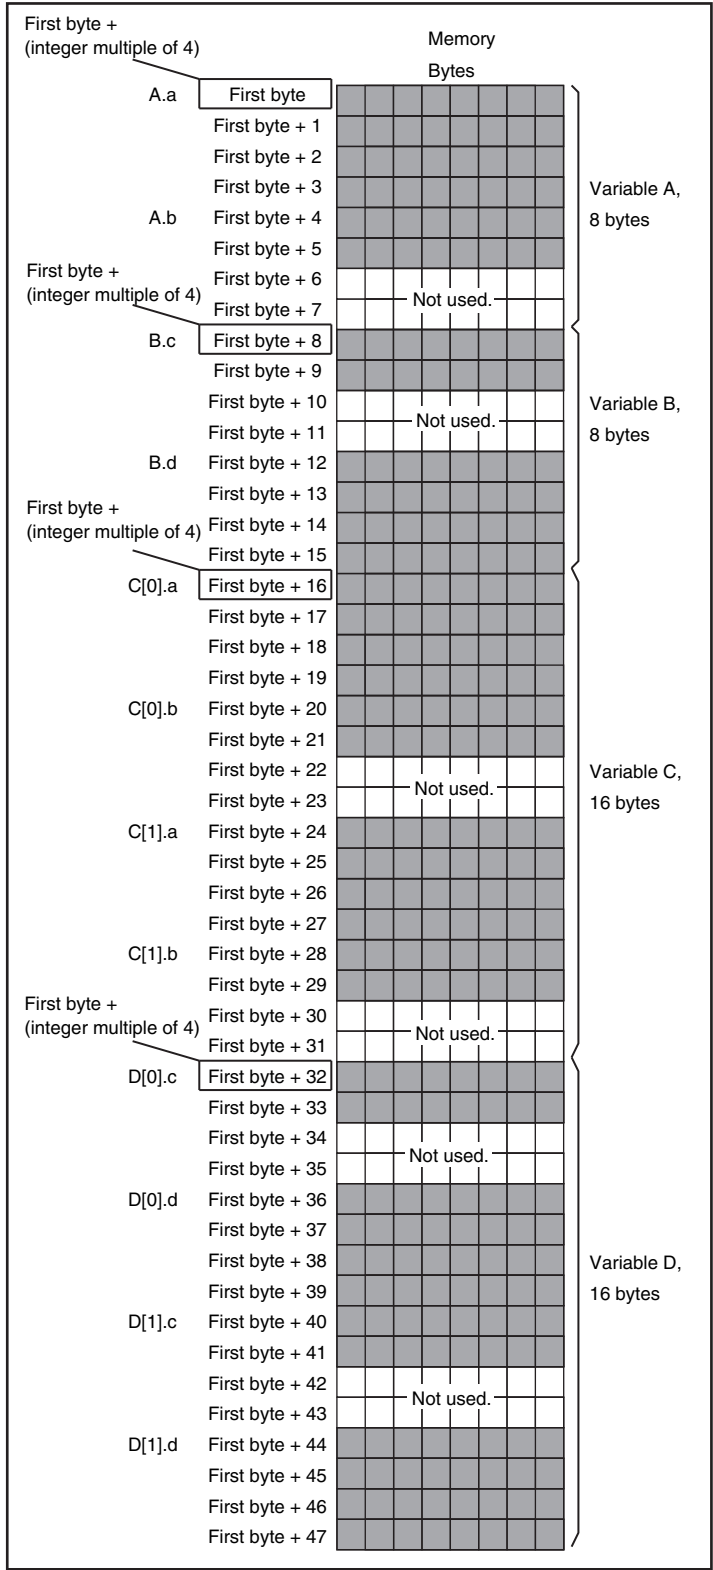 First byte +
(integer multiple of 4)
Memory
Bytes
A.a First byte
First byte + 1
First byte + 2
First byte + 3
Variable A,
A.b First byte + 4
8 bytes
First byte + 5
First byte +
(integer multiple of 4)
First byte + 6
Not used.
First byte + 7
B.c First byte + 8
First byte + 9
First byte + 10
Variable B,
Not used.
First byte + 11
8 bytes
B.d First byte + 12
First byte + 13
First byte +
(integer multiple of 4)
First byte + 14
First byte + 15
C[0].a First byte + 16
First byte + 17
First byte + 18
First byte + 19
C[0].b First byte + 20
First byte + 21
First byte + 22
Variable C,
Not used.
First byte + 23
16 bytes
C[1].a First byte + 24
First byte + 25
First byte + 26
First byte + 27
C[1].b First byte + 28
First byte + 29
First byte +
(integer multiple of 4)
First byte + 30
Not used.
First byte + 31
D[0].c First byte + 32
First byte + 33
First byte + 34
Not used.
First byte + 35
D[0].d First byte + 36
First byte + 37
First byte + 38
Variable D,
First byte + 39
16 bytes
D[1].c First byte + 40
First byte + 41
First byte + 42
Not used.
First byte + 43
D[1].d First byte + 44
First byte + 45
First byte + 46
First byte + 47